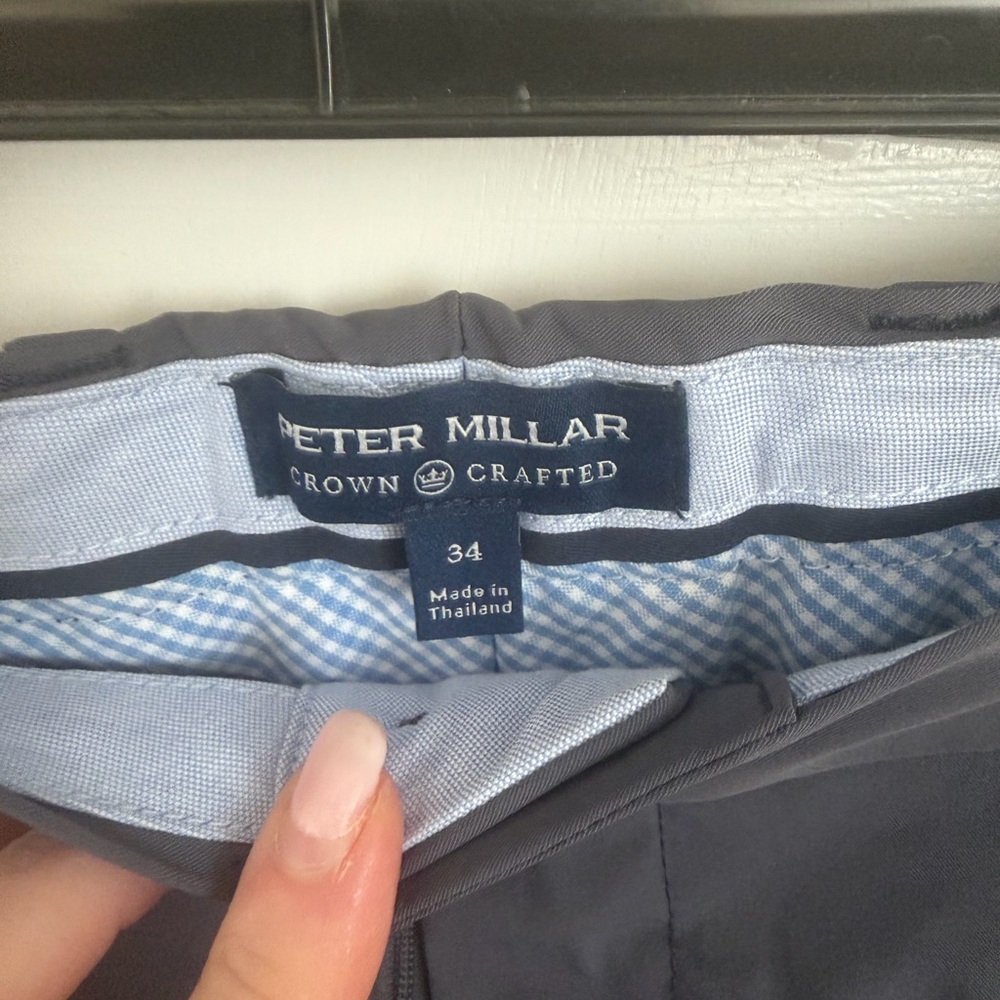 PETER MILLAR
CROWN CRAFTED
34
Made in
Thailand